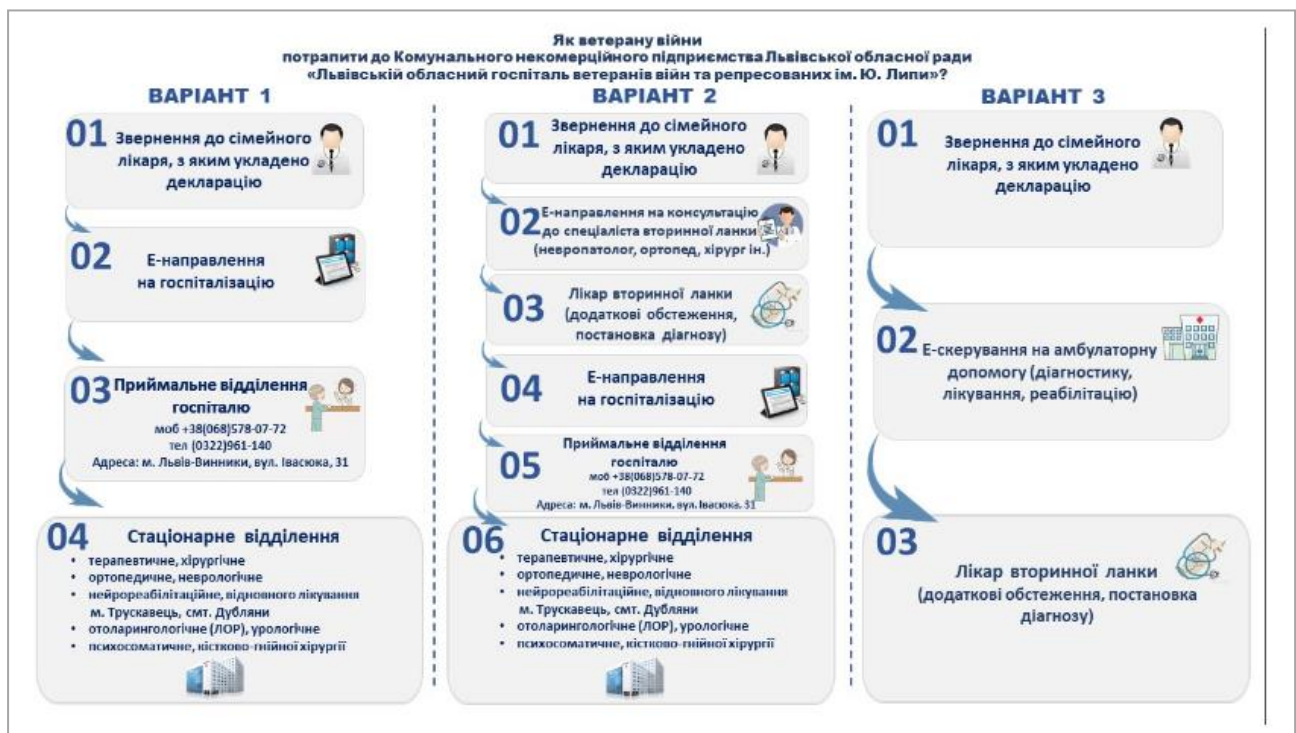 Як ветерану війни
потрапити до Комунального некомерційного підприємства Львівської обласної ради
«Львівській обласний госпіталь ветеранів війн та репресованих ім. Ю. Липи»?
ВАРІАНТ 1
01
Звернення до сімейного
лікаря, з яким укладено
декларацію
02
Е-направлення
на госпіталізацію
03
Приймальне відділення
госпіталю
моб +38(068)578-07-72
тел (0322)961-140
Адреса: м. Львів-Винники, вул. Івасюка, 31
04
Стаціонарне відділення
• терапевтичне, хірургічне
• ортопедичне, неврологічне
• нейрореабілітаційне, відновного лікування
м. Трускавець, смт. Дубляни
• отоларингологічне (ЛОР), урологічне
• психосоматичне, кістково-гнійної хірургії
ВАРІАНТ 2
01
Звернення до сімейного
лікаря, з яким укладено
декларацію
02
Е-направлення на консультацію
до спеціаліста вторинної ланки
(невропатолог, ортопед, хірург ін.)
03
Лікар вторинної ланки
(додаткові обстеження,
постановка діагнозу)
04
Е-направлення
на госпіталізацію
05
Приймальне відділення
госпіталю
моб +38(068)578-07-72
тел (0322)961-140
Адреса: м. Львів-Винники, вул. Івасюка, 31
06
Стаціонарне відділення
• терапевтичне, хірургічне
• ортопедичне, неврологічне
• нейрореабілітаційне, відновного лікування
м. Трускавець, смт. Дубляни
• отоларингологічне (ЛОР), урологічне
• психосоматичне, кістково-гнійної хірургії
ВАРІАНТ 3
01
Звернення до сімейного
лікаря, з яким укладено
декларацію
02
Е-скерування на амбулаторну
допомогу (діагностику,
лікування, реабілітацію)
03
Лікар вторинної ланки
(додаткові обстеження, постановка
діагнозу)